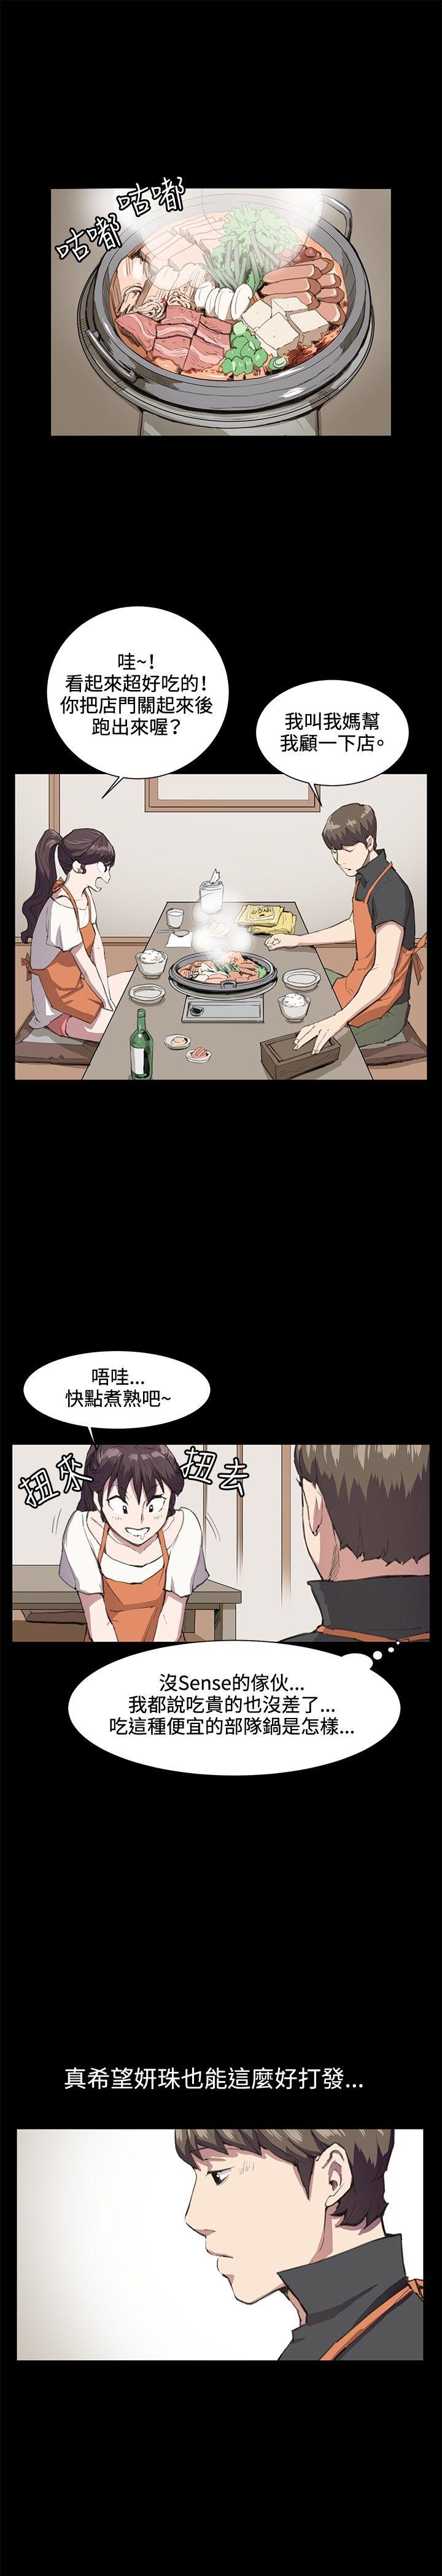 咕嘟咕嘟
哇~!
看起來超好吃的!
你把店門關起來後
跑出來喔?
我叫我媽幫
我顧一下店。
唔哇...
快點煮熟吧~
扭來
扭去
沒Sense的傢伙...
我都說吃貴的也沒差了...
吃這種便宜的部隊鍋是怎樣...
真希望妍珠也能這麼好打發...